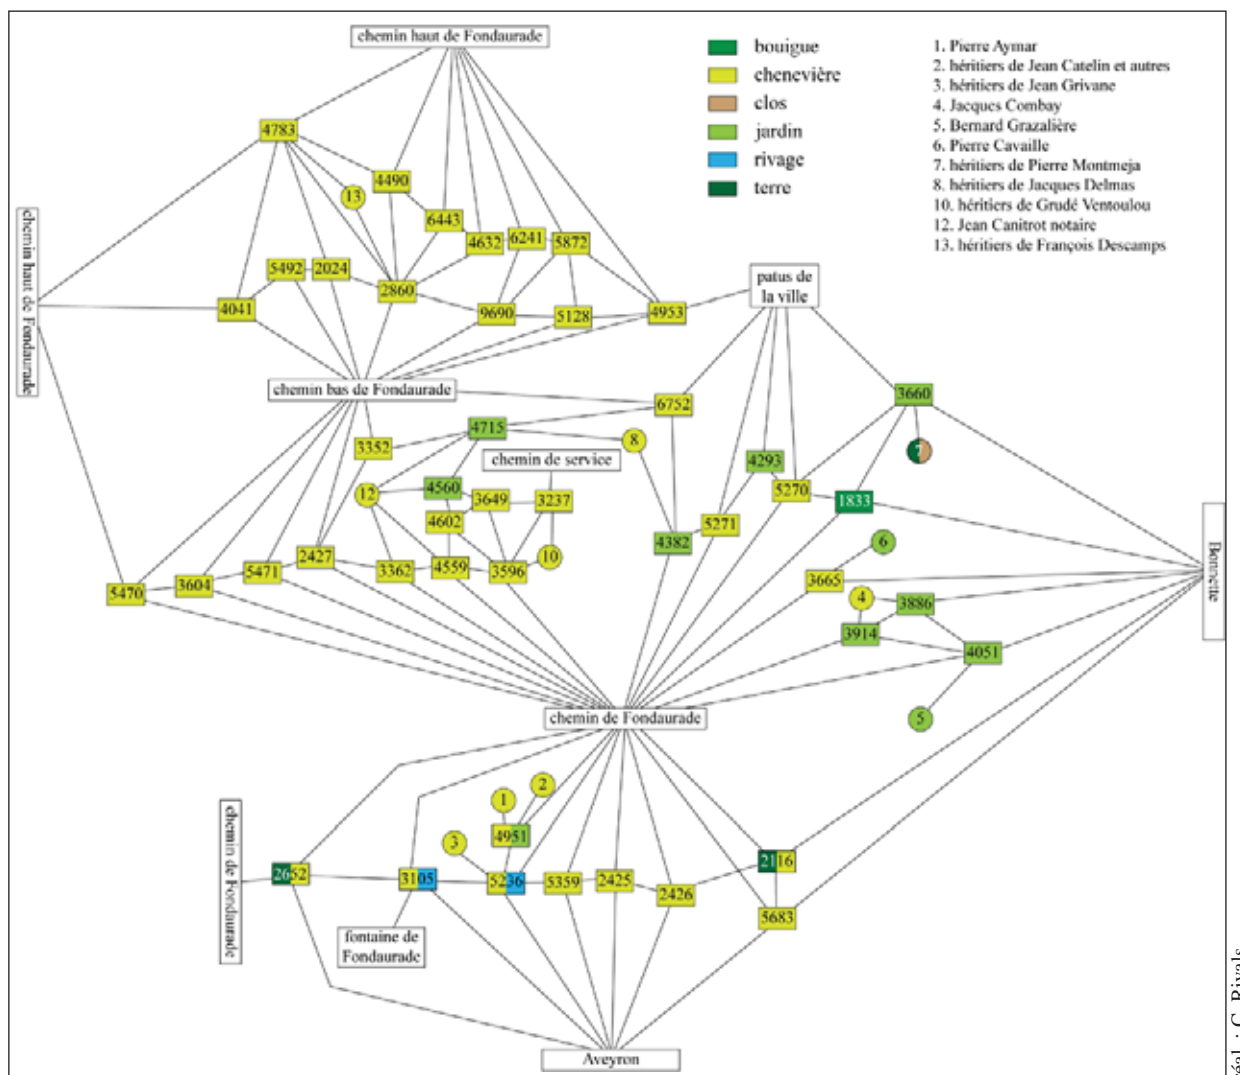 chemin haut de Fondaurade
bouigue
chenevière
clos
jardin
rivage
terre
1. Pierre Aymar
2. héritiers de Jean Catelin et autres
3. héritiers de Jean Grivane
4. Jacques Combay
5. Bernard Grazalière
6. Pierre Cavaille
7. héritiers de Pierre Montmeja
8. héritiers de Jacques Delmas
10. héritiers de Grudé Ventoulou
12. Jean Canitrot notaire
13. héritiers de François Descamps
4783
4490
13
6443
4632
6241
5872
chemin haut de Fondaurade
5492
2024
2860
4041
9690
5128
4953
patus de
la ville
chemin bas de Fondaurade
6752
3660
4715
8
7
3352
chemin de service
4293
12
4560
3649
3237
5270
1833
4602
5271
4382
6
2427
10
5471
3362
4559
3596
3604
5470
3665
4
3886
3914
4051
Bonnette
5
chemin de Fondaurade
1
2
4951
3
chemin de Fondaurade
2652
3105
5236
5359
2425
2426
2116
5683
fontaine de
Fondaurade
Aveyron
réal. : C. Rivals